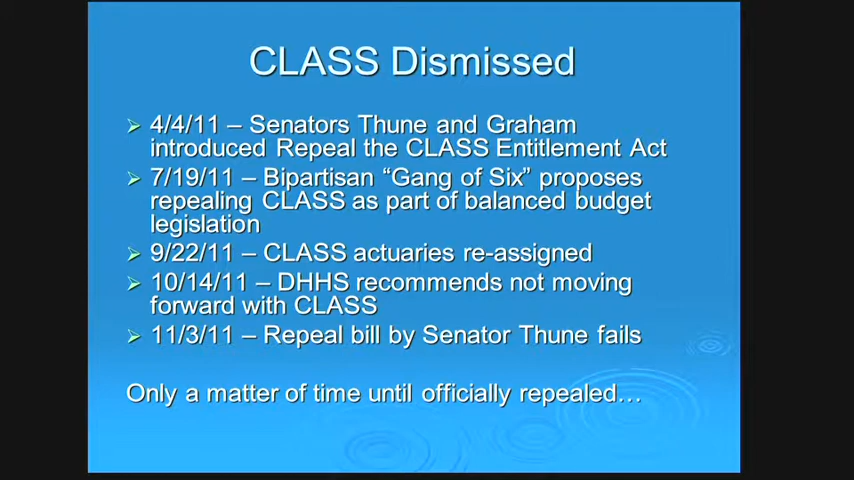 CLASS Dismissed
4/4/11 – Senators Thune and Graham
introduced Repeal the CLASS Entitlement Act
7/19/11 – Bipartisan “Gang of Six” proposes
repealing CLASS as part of balanced budget
legislation
9/22/11 – CLASS actuaries re-assigned
10/14/11 – DHHS recommends not moving
forward with CLASS
11/3/11 – Repeal bill by Senator Thune fails
Only a matter of time until officially repealed…